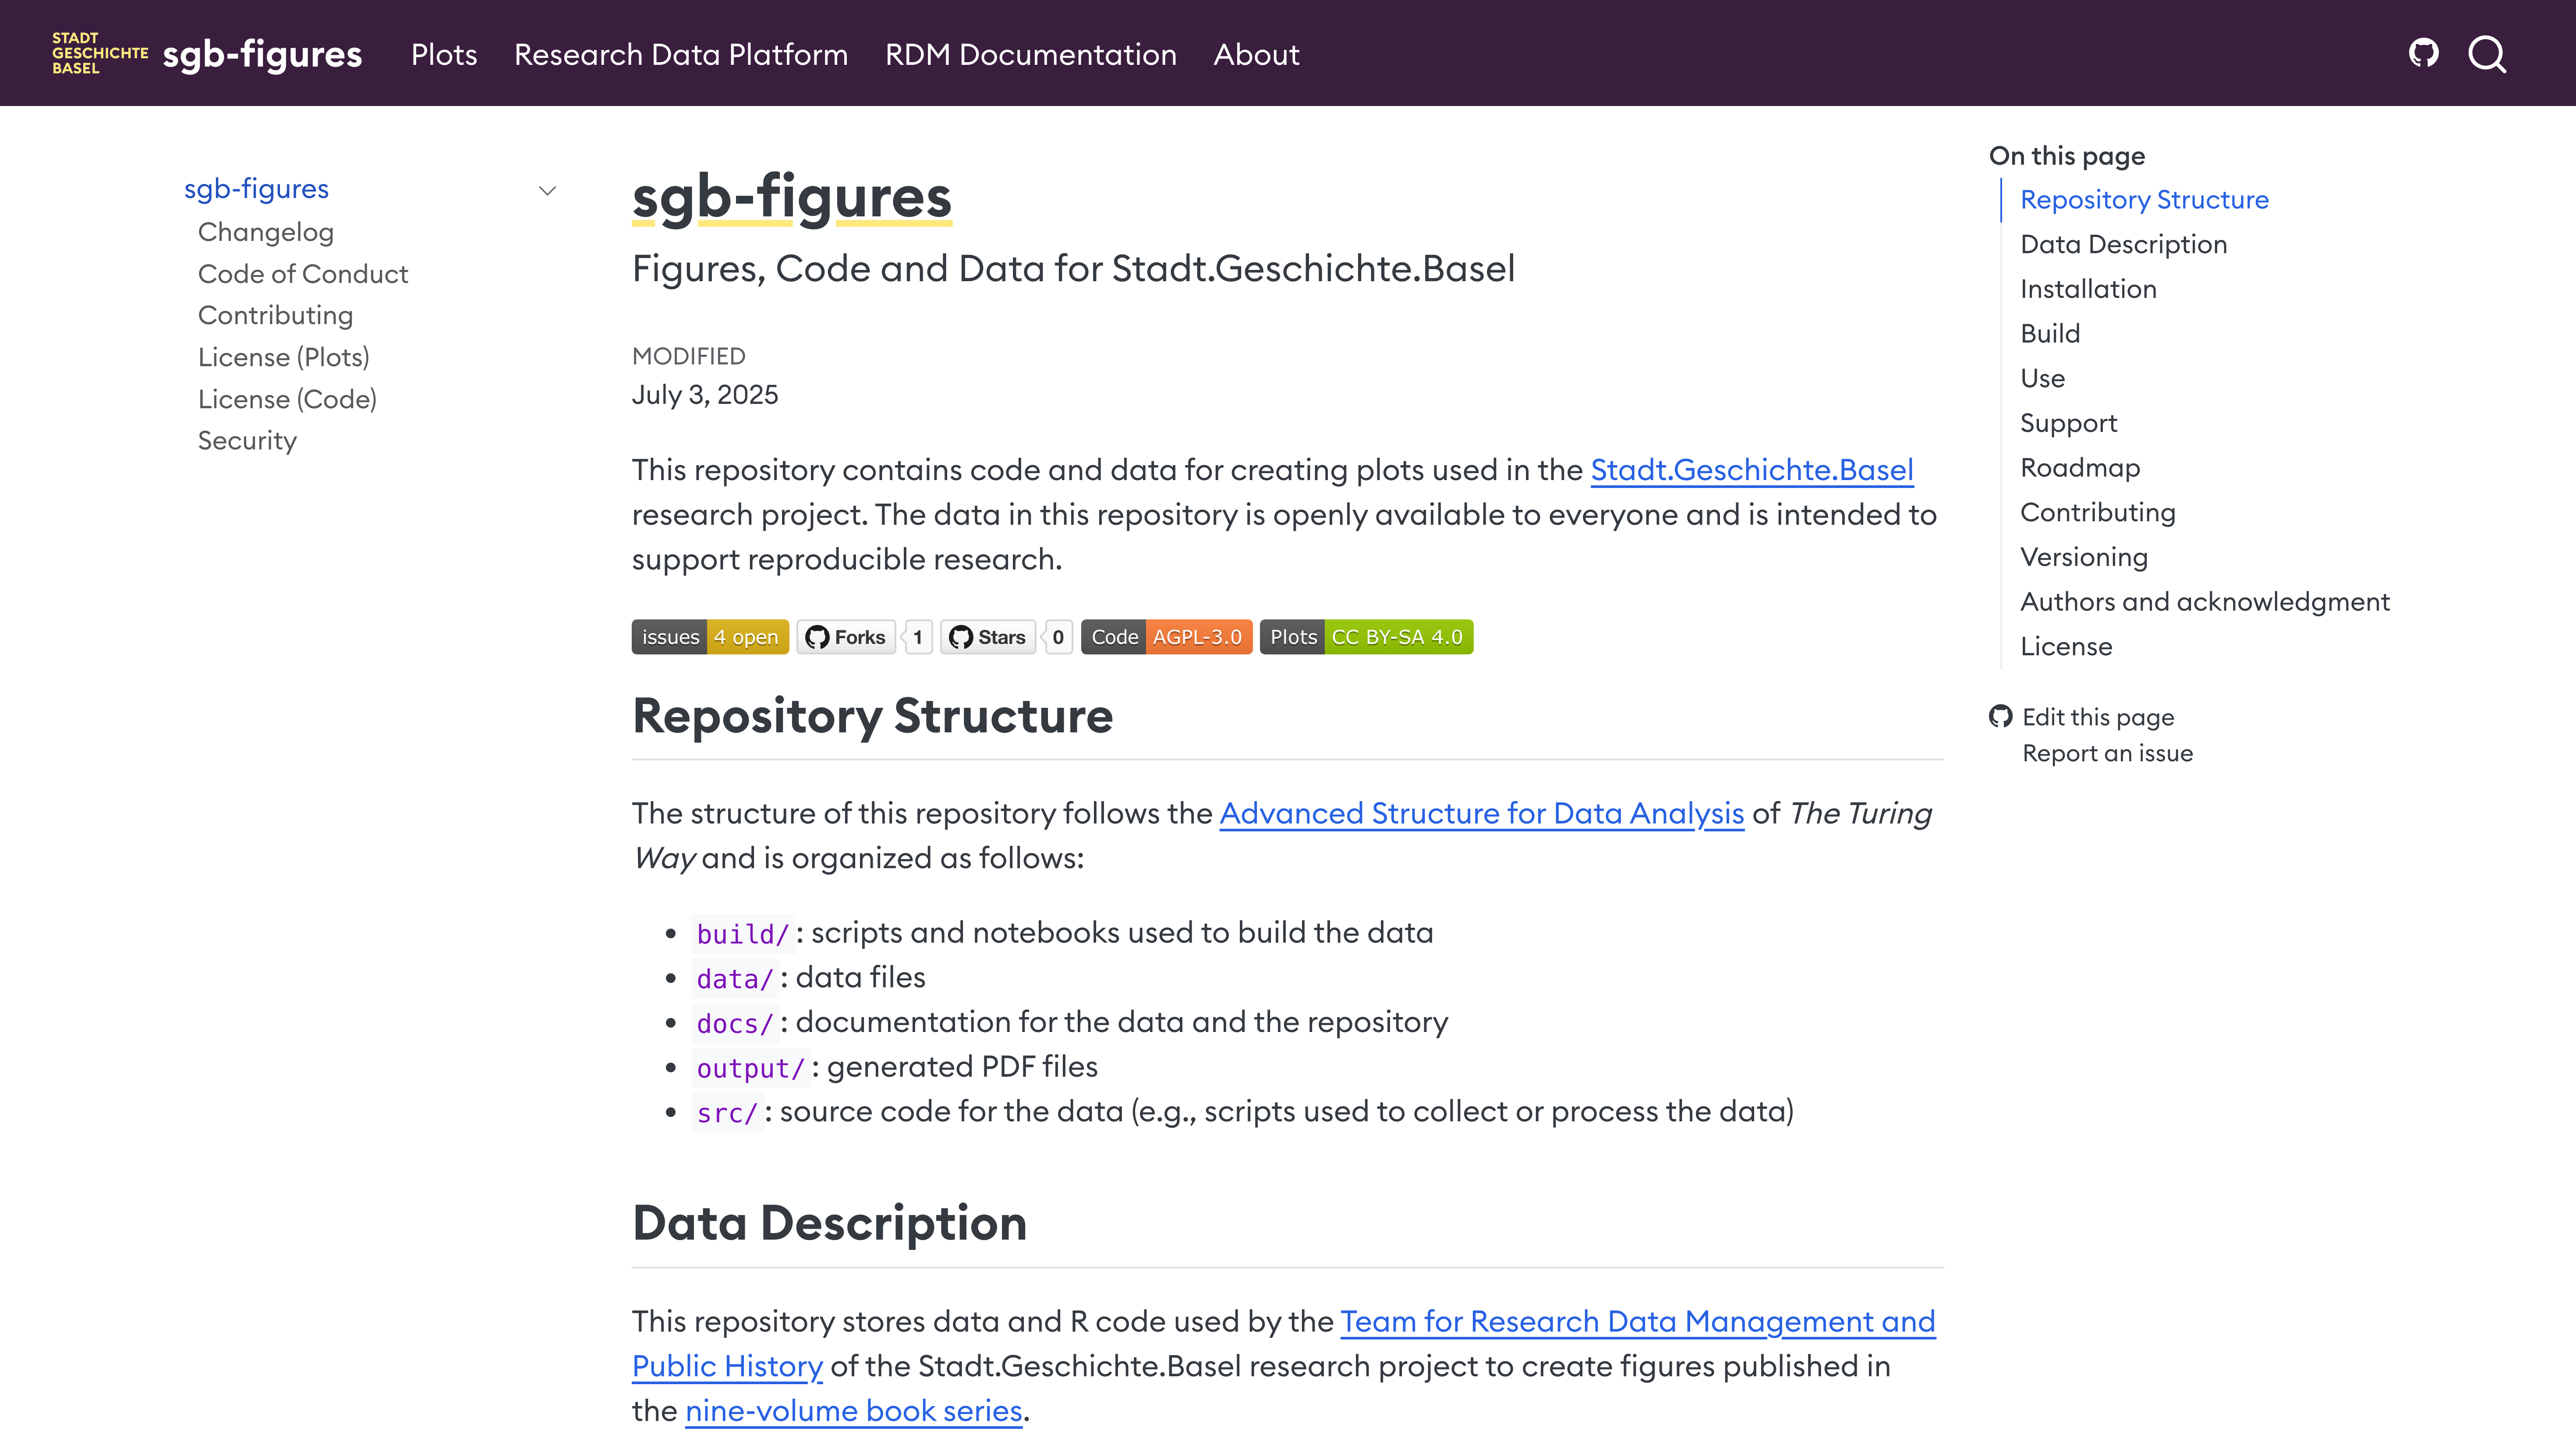 STADT
GESCHICHTE
BASEL
sgb-figures
Plots
Research Data Platform
RDM Documentation
About
sgb-figures
Changelog
Code of Conduct
Contributing
License (Plots)
License (Code)
Security
sgb-figures
Figures, Code and Data for Stadt.Geschichte.Basel
MODIFIED
July 3, 2025
This repository contains code and data for creating plots used in the Stadt.Geschichte.Basel
research project. The data in this repository is openly available to everyone and is intended to
support reproducible research.
issues 4 open Forks 1 Stars 0 Code AGPL-3.0 Plots CC BY-SA 4.0
Repository Structure
The structure of this repository follows the Advanced Structure for Data Analysis of The Turing
Way and is organized as follows:
• build/: scripts and notebooks used to build the data
• data/: data files
• docs/: documentation for the data and the repository
• output/: generated PDF files
• src/: source code for the data (e.g., scripts used to collect or process the data)
Data Description
This repository stores data and R code used by the Team for Research Data Management and
Public History of the Stadt.Geschichte.Basel research project to create figures published in
the nine-volume book series.
On this page
Repository Structure
Data Description
Installation
Build
Use
Support
Roadmap
Contributing
Versioning
Authors and acknowledgment
License
Edit this page
Report an issue